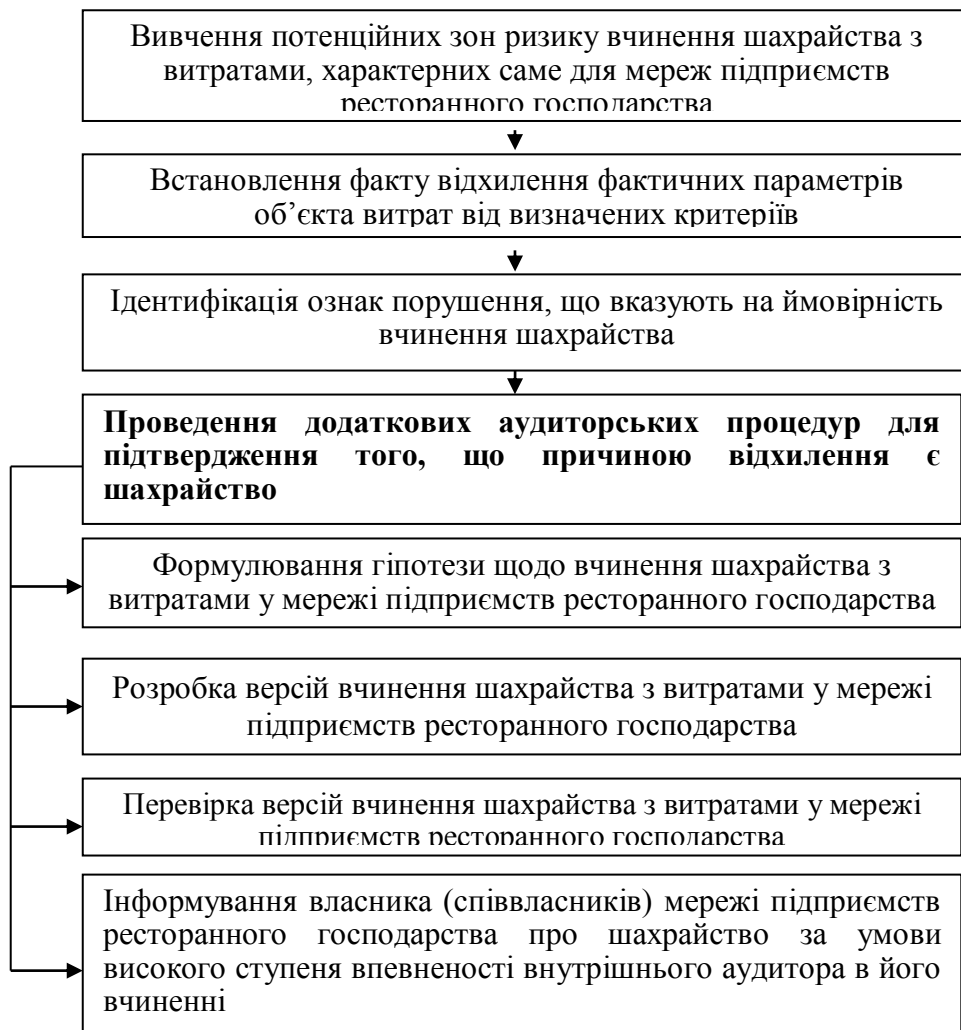 Вивчення потенційних зон ризику вчинення шахрайства з
витратами, характерних саме для мереж підприємств
ресторанного господарства
Встановлення факту відхилення фактичних параметрів
об’єкта витрат від визначених критеріїв
Ідентифікація ознак порушення, що вказують на ймовірність
вчинення шахрайства
Проведення додаткових аудиторських процедур для
підтвердження того, що причиною відхилення є
шахрайство
Формулювання гіпотези щодо вчинення шахрайства з
витратами у мережі підприємств ресторанного господарства
Розробка версій вчинення шахрайства з витратами у мережі
підприємств ресторанного господарства
Перевірка версій вчинення шахрайства з витратами у мережі
підприємств ресторанного господарства
Інформування власника (співвласників) мережі підприємств
ресторанного господарства про шахрайство за умови
високого ступеня впевненості внутрішнього аудитора в його
вчиненні